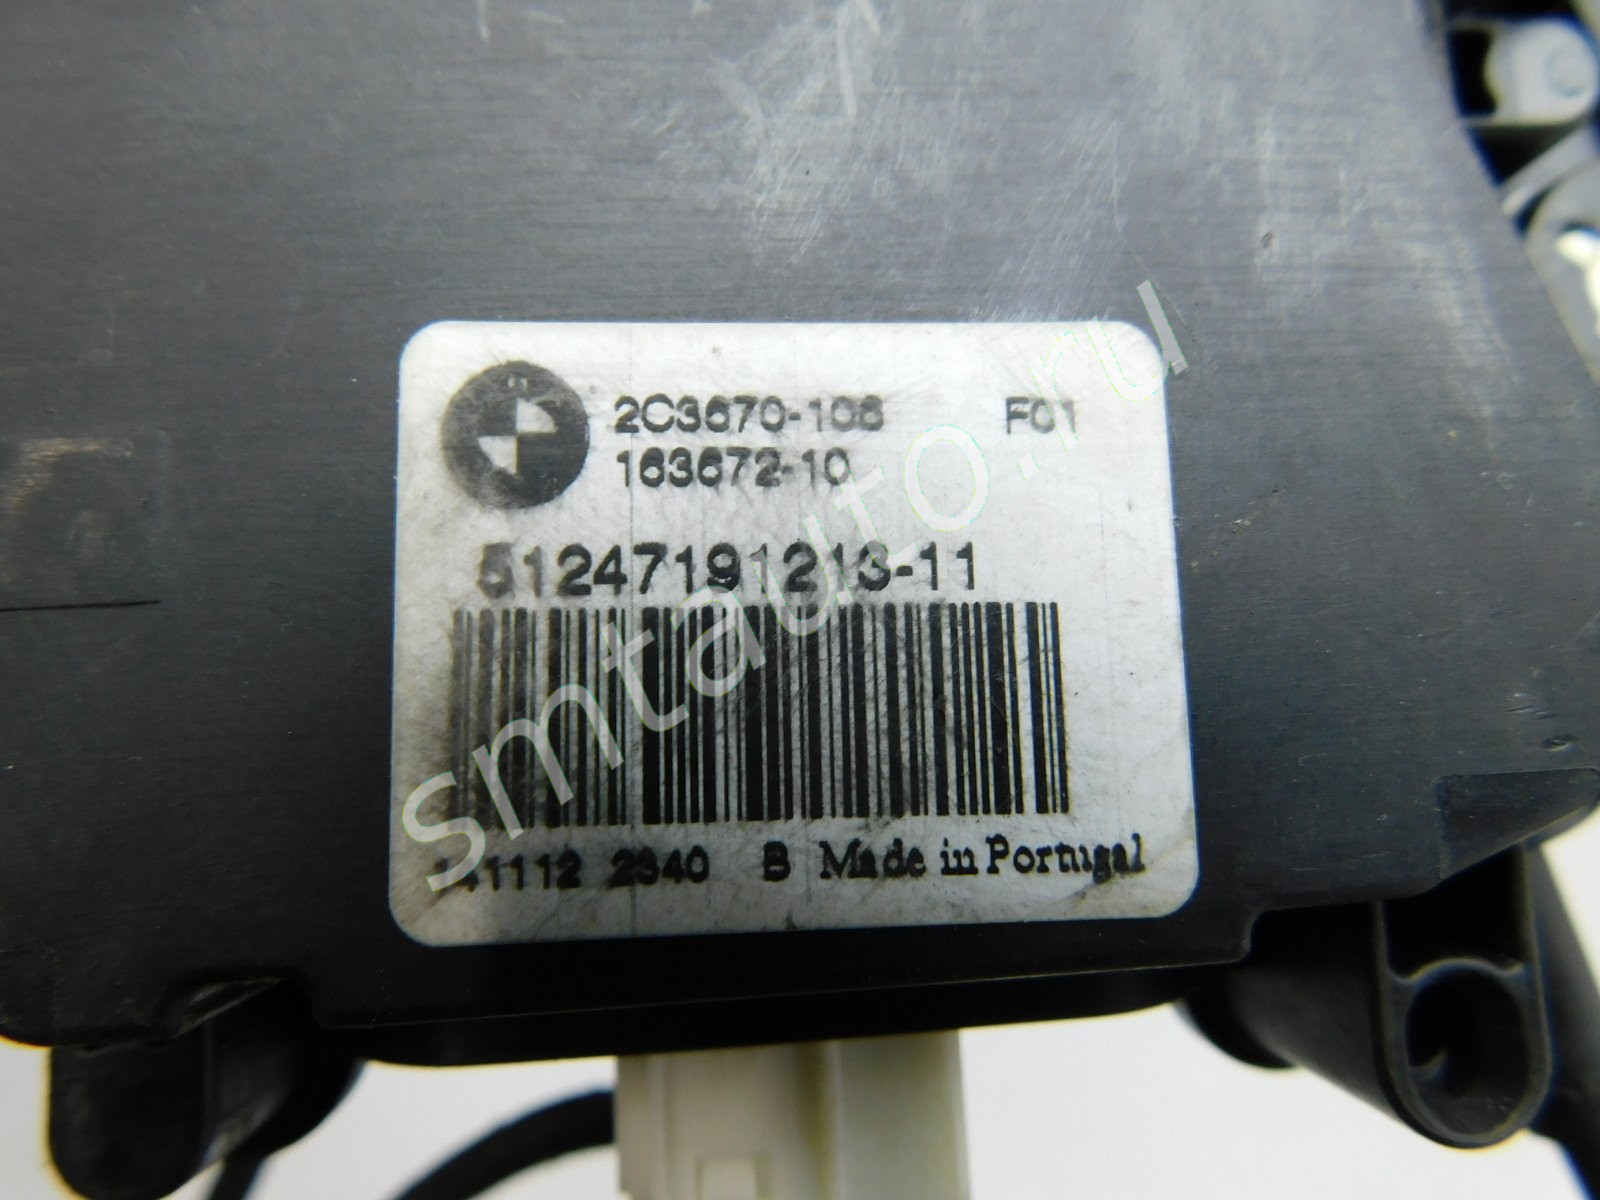 2C3670-108 F01
163672-10
51247191213-11
141112 2340 B Made in Portugal
smtauto.ru